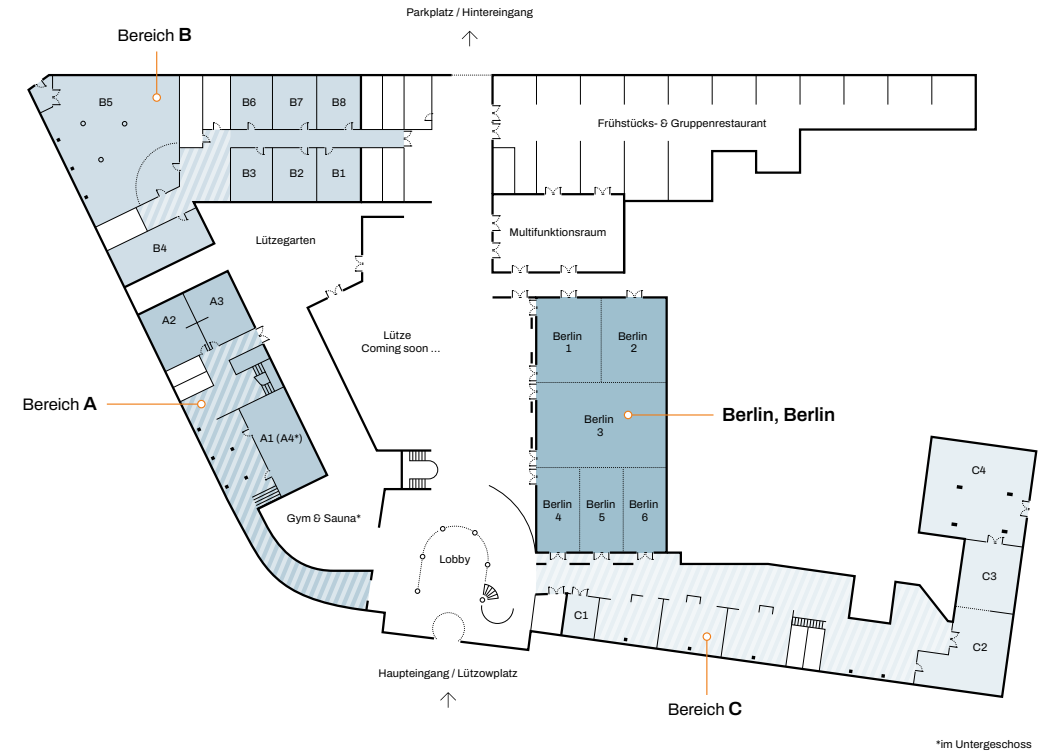 Parkplatz / Hintereingang
Bereich B
B5
B6
B7
B8
Frühstücks- & Gruppenrestaurant
B3
B2
B1
B4
Lützegarten
Multifunktionsraum
A3
A2
Lütze
Coming soon ...
Berlin
1
Berlin
2
Bereich A
Berlin
3
Berlin, Berlin
A1 (A4*)
C4
Berlin
4
Berlin
5
Berlin
6
Gym & Sauna*
Lobby
C3
C1
C2
Haupteingang / Lützowplatz
Bereich C
*im Untergeschoss